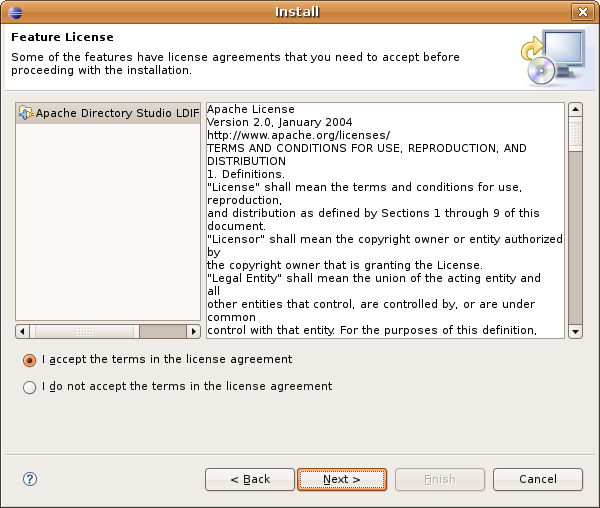 Install
Feature License
Some of the features have license agreements that you need to accept before
proceeding with the installation.
Apache Directory Studio LDIF
Apache License
Version 2.0, January 2004
http://www.apache.org/licenses/
TERMS AND CONDITIONS FOR USE, REPRODUCTION, AND
DISTRIBUTION
1. Definitions.
"License" shall mean the terms and conditions for use,
reproduction,
and distribution as defined by Sections 1 through 9 of this
document.
"Licensor" shall mean the copyright owner or entity authorized
by
the copyright owner that is granting the License.
"Legal Entity" shall mean the union of the acting entity and
all
other entities that control, are controlled by, or are under
common
control with that entity. For the purposes of this definition,
I accept the terms in the license agreement
I do not accept the terms in the license agreement
?
< Back
Next >
Finish
Cancel